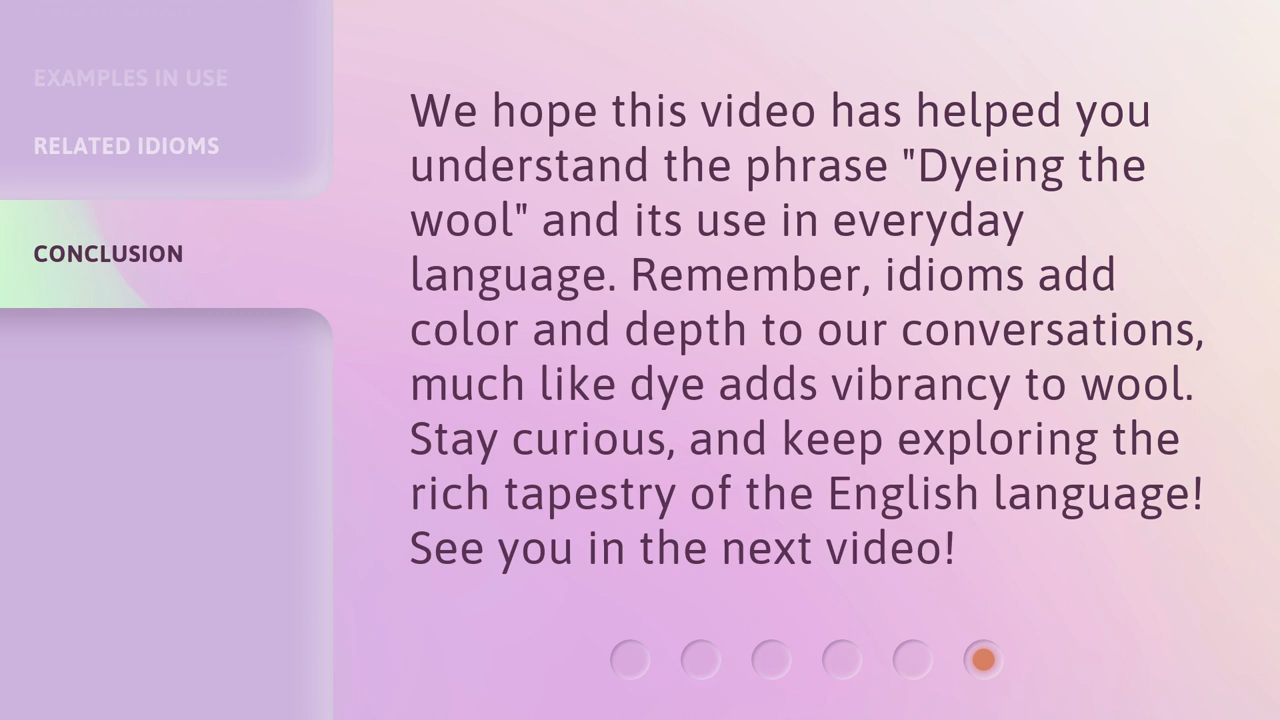 EXAMPLES IN USE
RELATED IDIOMS
CONCLUSION
We hope this video has helped you
understand the phrase "Dyeing the
wool" and its use in everyday
language. Remember, idioms add
color and depth to our conversations,
much like dye adds vibrancy to wool.
Stay curious, and keep exploring the
rich tapestry of the English language!
See you in the next video!